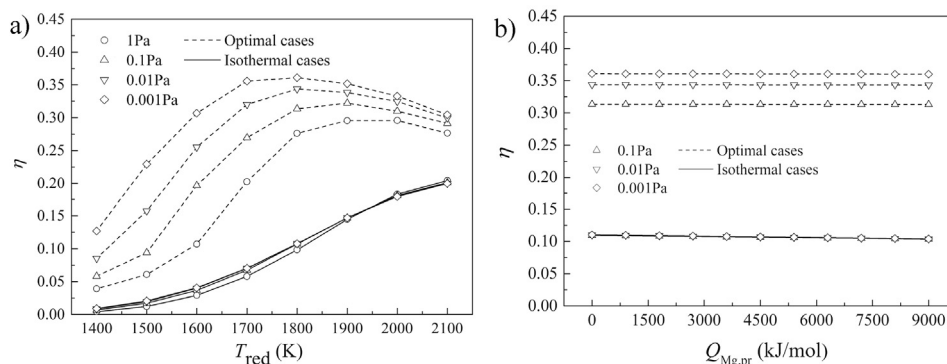 a)
0.45
0.40
0.35
0.30
0.25
0.20
0.15
0.10
0.05
0.00
η
1Pa
0.1Pa
0.01Pa
0.001Pa
Optimal cases
Isothermal cases
1400 1500 1600 1700 1800 1900 2000 2100
T_red (K)
b)
0.45
0.40
0.35
0.30
0.25
0.20
0.15
0.10
0.05
0.00
η
0.1Pa
0.01Pa
0.001Pa
Optimal cases
Isothermal cases
0 1500 3000 4500 6000 7500 9000
Q_Mg,pr (kJ/mol)